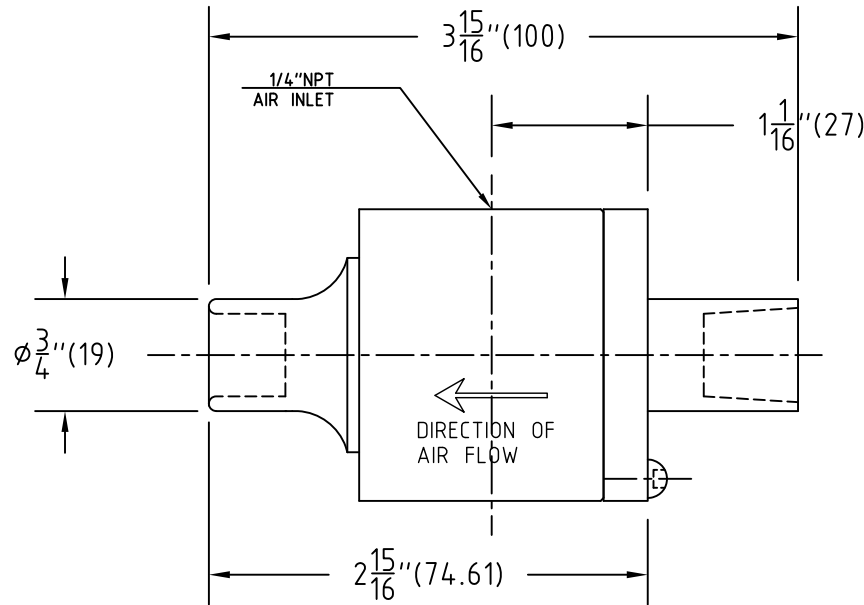 3 15/16"(100)
1/4"NPT
AIR INLET
1 1/16"(27)
Ø3/4"(19)
DIRECTION OF
AIR FLOW
2 15/16"(74.61)